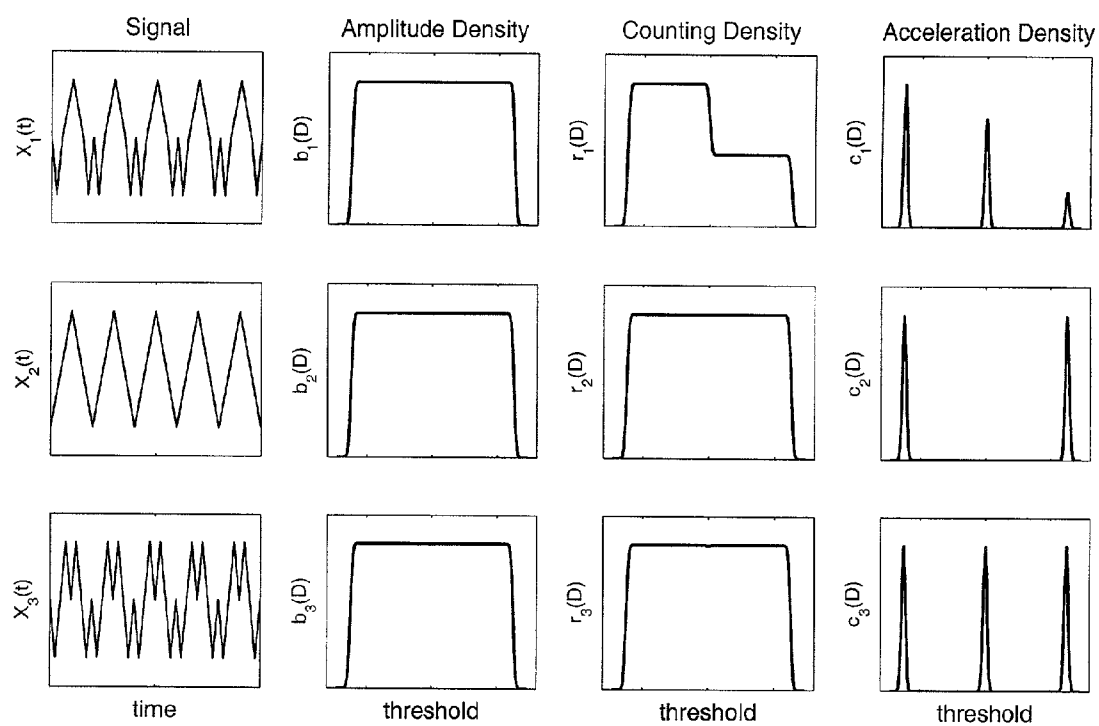 Signal
Amplitude Density
Counting Density
Acceleration Density
X1(t)
b1(D)
r1(D)
c1(D)
X2(t)
b2(D)
r2(D)
c2(D)
X3(t)
b3(D)
r3(D)
c3(D)
time
threshold
threshold
threshold